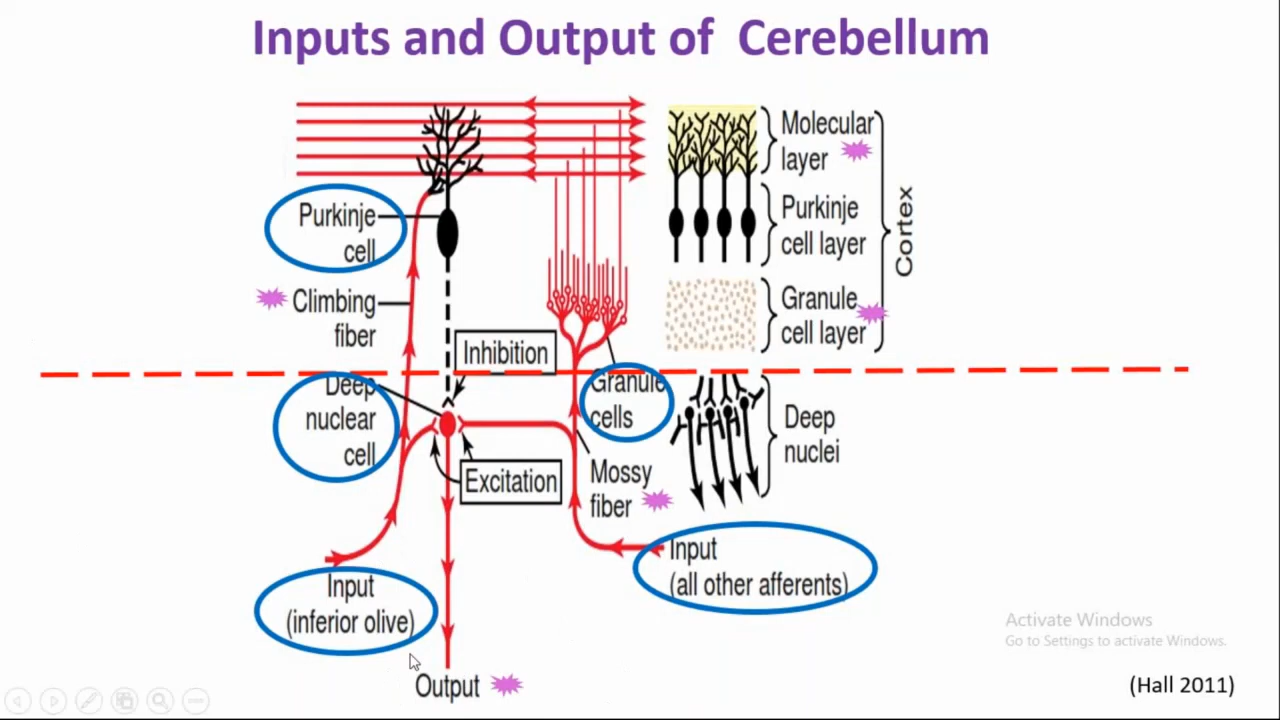 Inputs and Output of Cerebellum
Molecular
layer
Purkinje
cell
Purkinje
cell layer
Cortex
Climbing
fiber
Granule
cell layer
Inhibition
Deep
nuclear
cell
Granule
cells
Deep
nuclei
Excitation
Mossy
fiber
Input
(all other afferents)
Input
(inferior olive)
Output
Activate Windows
Go to Settings to activate Windows.
(Hall 2011)